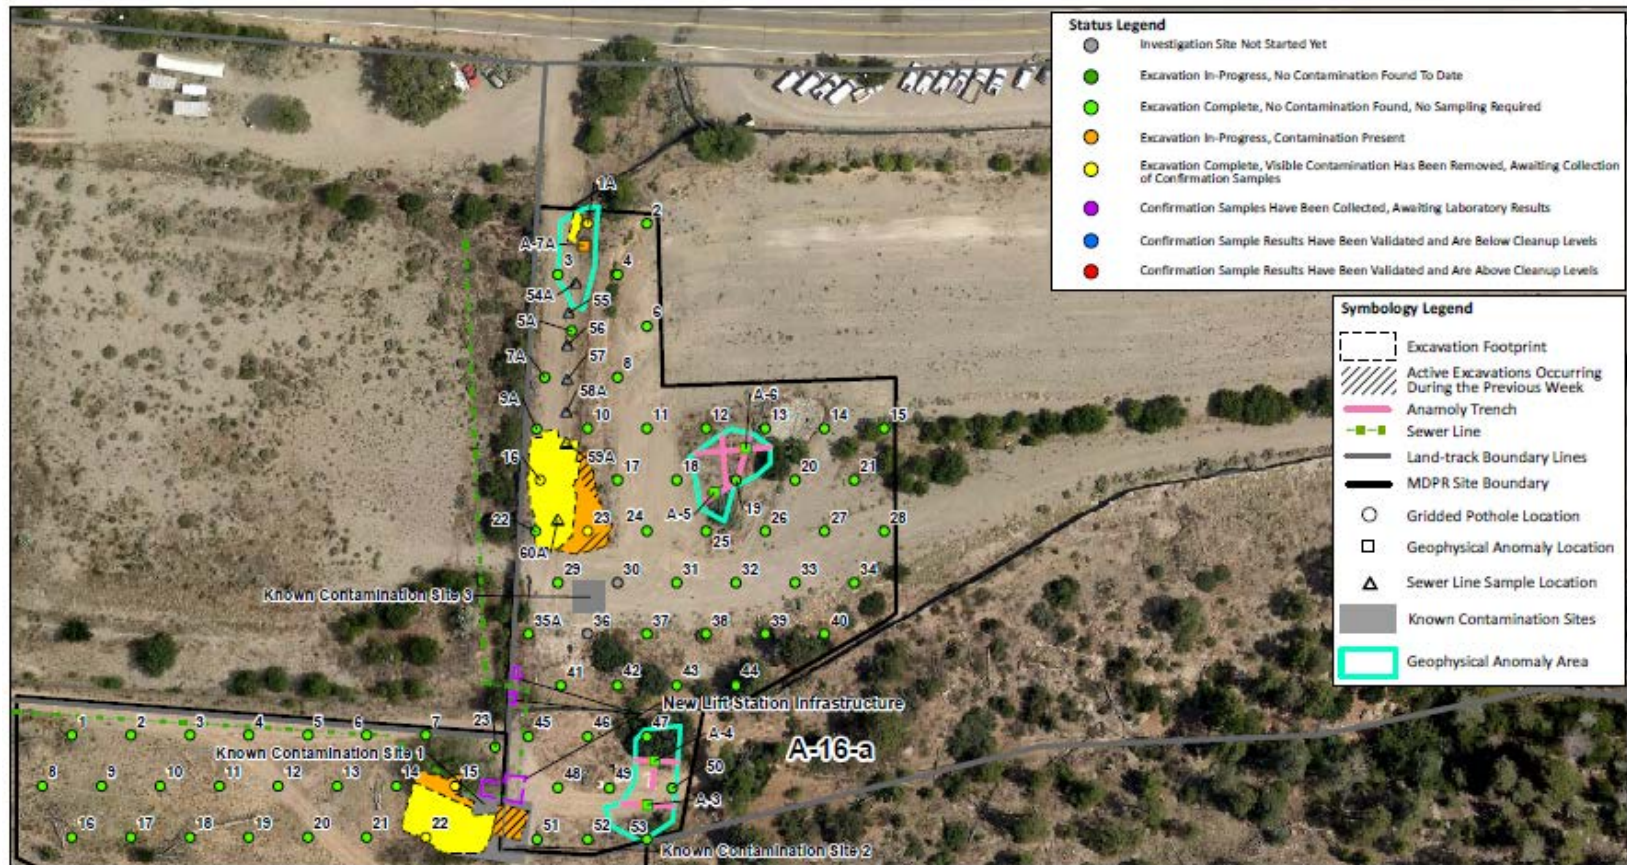 Status Legend
Investigation Site Not Started Yet
Excavation In-Progress, No Contamination Found To Date
Excavation Complete, No Contamination Found, No Sampling Required
Excavation In-Progress, Contamination Present
Excavation Complete, Visible Contamination Has Been Removed, Awaiting Collection
of Confirmation Samples
Confirmation Samples Have Been Collected, Awaiting Laboratory Results
Confirmation Sample Results Have Been Validated and Are Below Cleanup Levels
Confirmation Sample Results Have Been Validated and Are Above Cleanup Levels
Symbology Legend
Excavation Footprint
Active Excavations Occurring
During the Previous Week
Anamoly Trench
Sewer Line
Land-track Boundary Lines
MDPR Site Boundary
Gridded Pothole Location
Geophysical Anomaly Location
Sewer Line Sample Location
Known Contamination Sites
Geophysical Anomaly Area
1A
2
A-7A
3
4
54A
55
5A
56
6
7A
57
8
58A
A-6
9A
10
11
12
13
14
15
16
59A
17
18
20
21
A-5
19
22
23
24
25
26
27
28
60A
29
30
31
32
33
34
Known Contamination Site 3
35A
36
37
38
39
40
41
42
43
44
New Lift Station Infrastructure
1
2
3
4
5
6
7
23
45
46
47
A-4
A-16-a
Known Contamination Site 1
8
9
10
11
12
13
14
15
48
49
50
A-3
16
17
18
19
20
21
22
51
52
53
Known Contamination Site 2